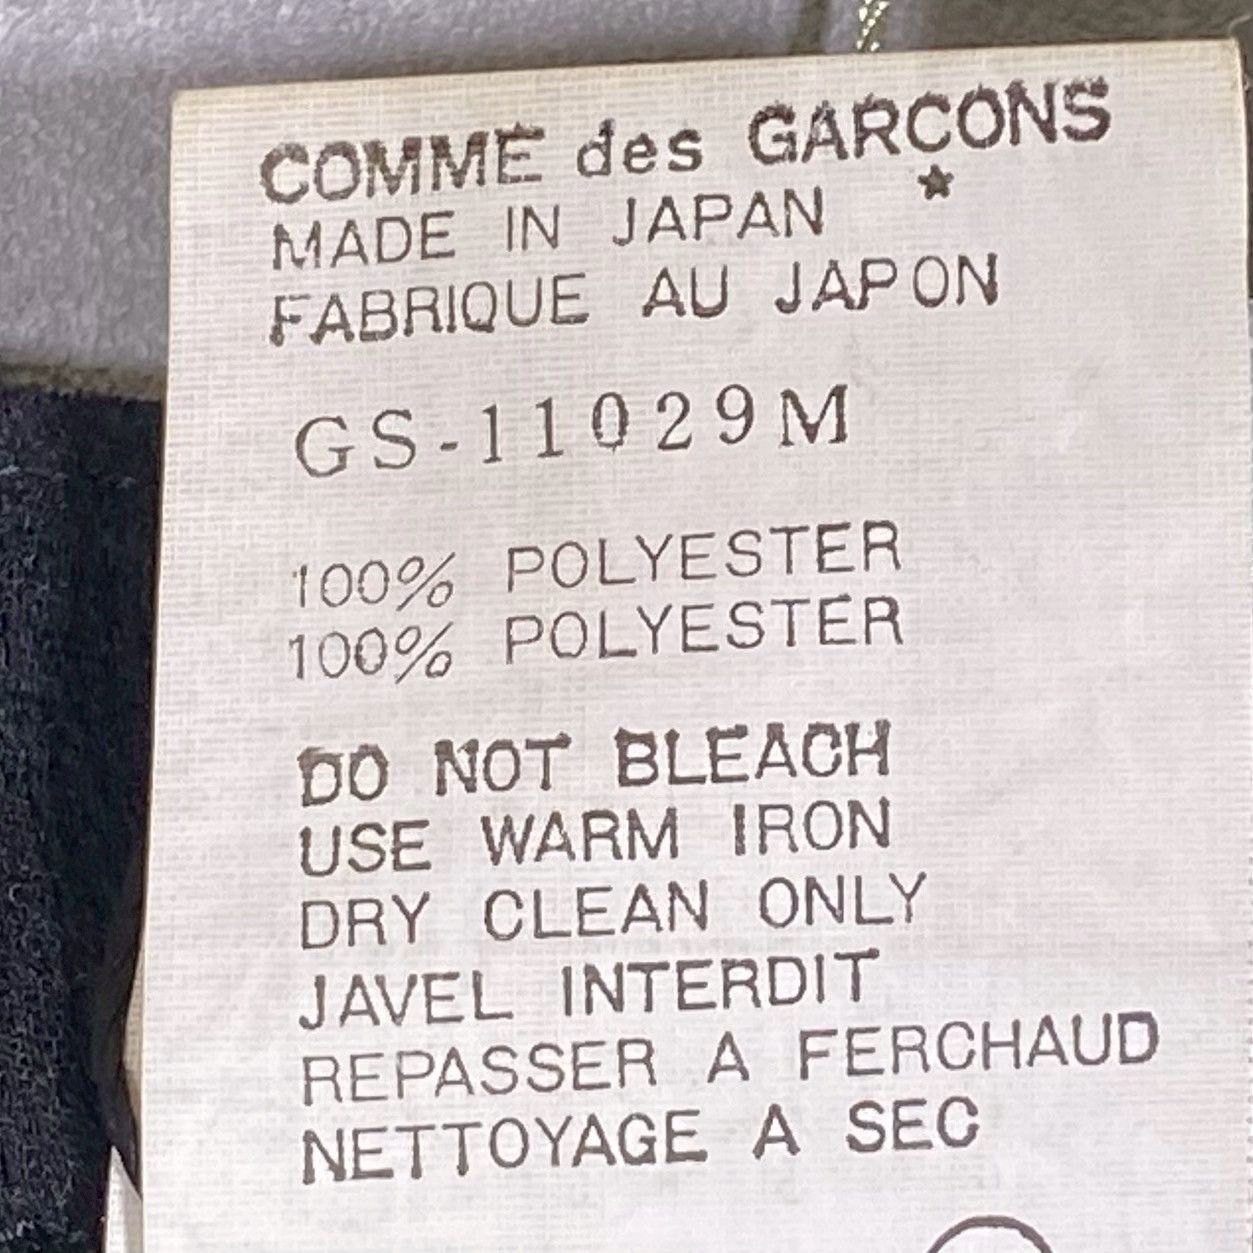 COMME des GARCONS
★
MADE IN JAPAN
FABRIQUE AU JAPON
GS-11029M
100% POLYESTER
100% POLYESTER
DO NOT BLEACH
USE WARM IRON
DRY CLEAN ONLY
JAVEL INTERDIT
REPASSER A FERCHAUD
NETTOYAGE A SEC